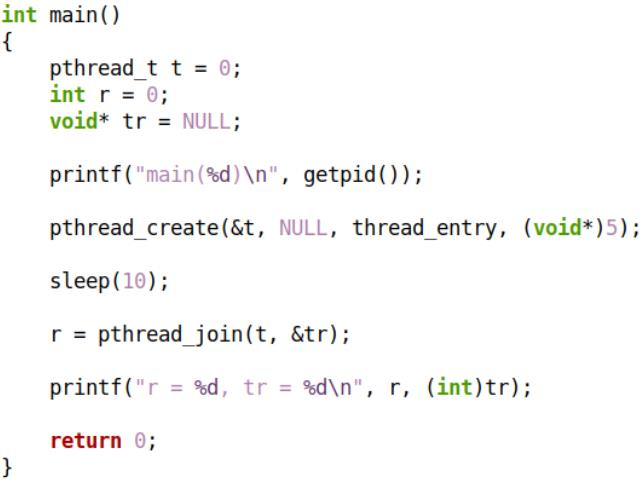 int main()
{
    pthread_t t = 0;
    int r = 0;
    void* tr = NULL;

    printf("main(%d)\n", getpid());

    pthread_create(&t, NULL, thread_entry, (void*)5);

    sleep(10);

    r = pthread_join(t, &tr);

    printf("r = %d, tr = %d\n", r, (int)tr);

    return 0;
}